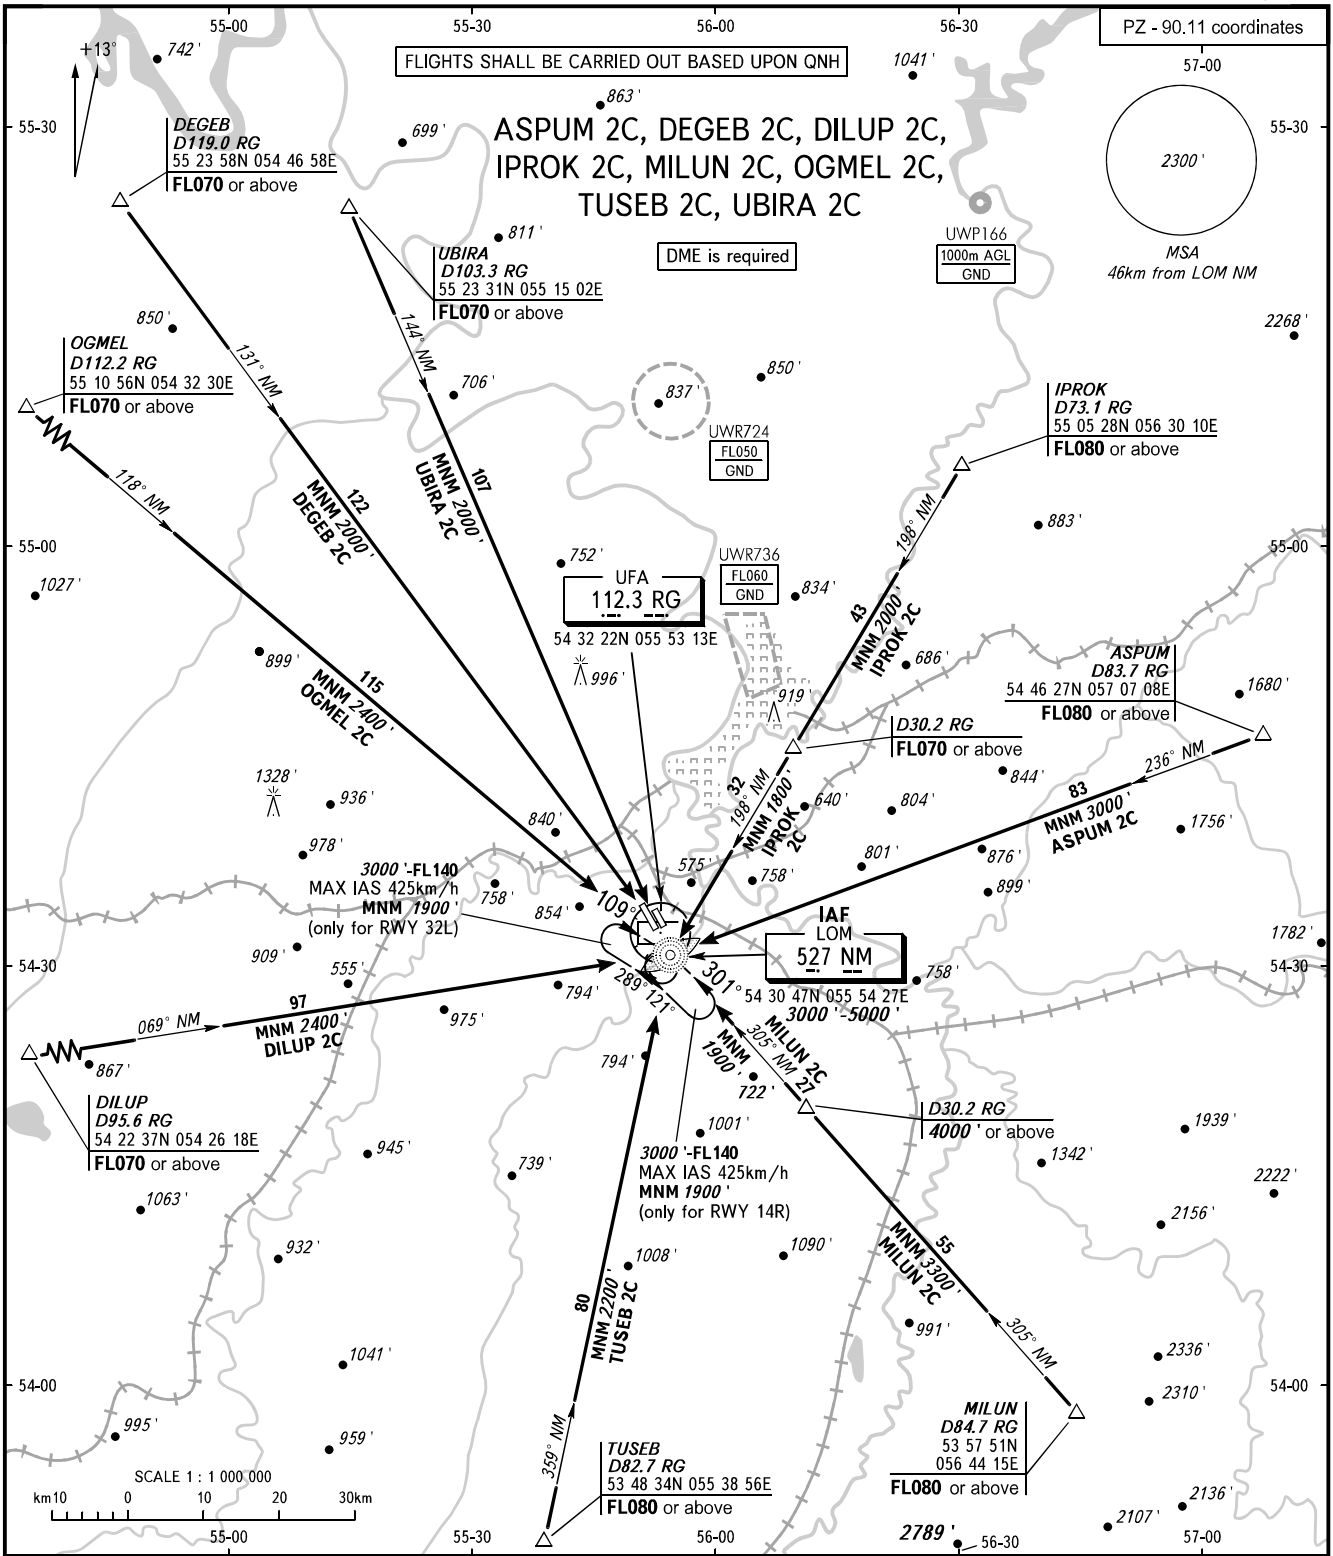 55-00
55-30
56-00
56-30
PZ - 90.11 coordinates
57-00
+13°
742 '
FLIGHTS SHALL BE CARRIED OUT BASED UPON QNH
1041 '
863 '
699 '
55-30
55-30
ASPUM 2C, DEGEB 2C, DILUP 2C,
IPROK 2C, MILUN 2C, OGMEL 2C,
TUSEB 2C, UBIRA 2C
DEGEB
D119.0 RG
55 23 58N 054 46 58E
FL070 or above
2300 '
MSA
46km from LOM NM
811 '
DME is required
UWP166
1000m AGL
GND
UBIRA
D103.3 RG
55 23 31N 055 15 02E
FL070 or above
2268 '
850 '
OGMEL
D112.2 RG
55 10 56N 054 32 30E
FL070 or above
131° NM
144° NM
706 '
837 '
850 '
UWR724
FL050
GND
IPROK
D73.1 RG
55 05 28N 056 30 10E
FL080 or above
118° NM
122
MNM 2000 '
DEGEB 2C
107
MNM 2000 '
UBIRA 2C
198° NM
883 '
55-00
55-00
752 '
UWR736
FL060
GND
834 '
1027 '
UFA
112.3 RG
54 32 22N 055 53 13E
43
MNM 2000 '
IPROK 2C
899 '
996 '
919 '
686 '
ASPUM
D83.7 RG
54 46 27N 057 07 08E
FL080 or above
1680 '
115
MNM 2400 '
OGMEL 2C
D30.2 RG
FL070 or above
236° NM
1328 '
936 '
844 '
83
MNM 3000 '
ASPUM 2C
32
198° NM
MNM 1800 '
IPROK
2C
640 '
804 '
840 '
1756 '
978 '
3000 '-FL140
MAX IAS 425km/h
MNM 1900 '
(only for RWY 32L)
758 '
575 '
758 '
801 '
876 '
899 '
854 '
109°
IAF
LOM
527 NM
54 30 47N 055 54 27E
3000 '-5000 '
1782 '
909 '
54-30
54-30
555 '
289°
121°
301°
794 '
758 '
975 '
97
069° NM
MNM 2400 '
DILUP 2C
867 '
MILUN 2C
305° NM
27
MNM
1900 '
794 '
722 '
DILUP
D95.6 RG
54 22 37N 054 26 18E
FL070 or above
D30.2 RG
4000 ' or above
1001 '
1939 '
945 '
3000 '-FL140
MAX IAS 425km/h
MNM 1900 '
(only for RWY 14R)
739 '
1342 '
2222 '
1063 '
2156 '
932 '
1008 '
1090 '
55
MNM 3300 '
MILUN 2C
80
MNM 2200 '
TUSEB 2C
991 '
305° NM
1041 '
2336 '
54-00
54-00
2310 '
995 '
959 '
359° NM
MILUN
D84.7 RG
53 57 51N
056 44 15E
FL080 or above
SCALE 1 : 1 000 000
km10 0 10 20 30km
TUSEB
D82.7 RG
53 48 34N 055 38 56E
FL080 or above
2136 '
2107 '
2789 '
55-00
55-30
56-00
56-30
57-00